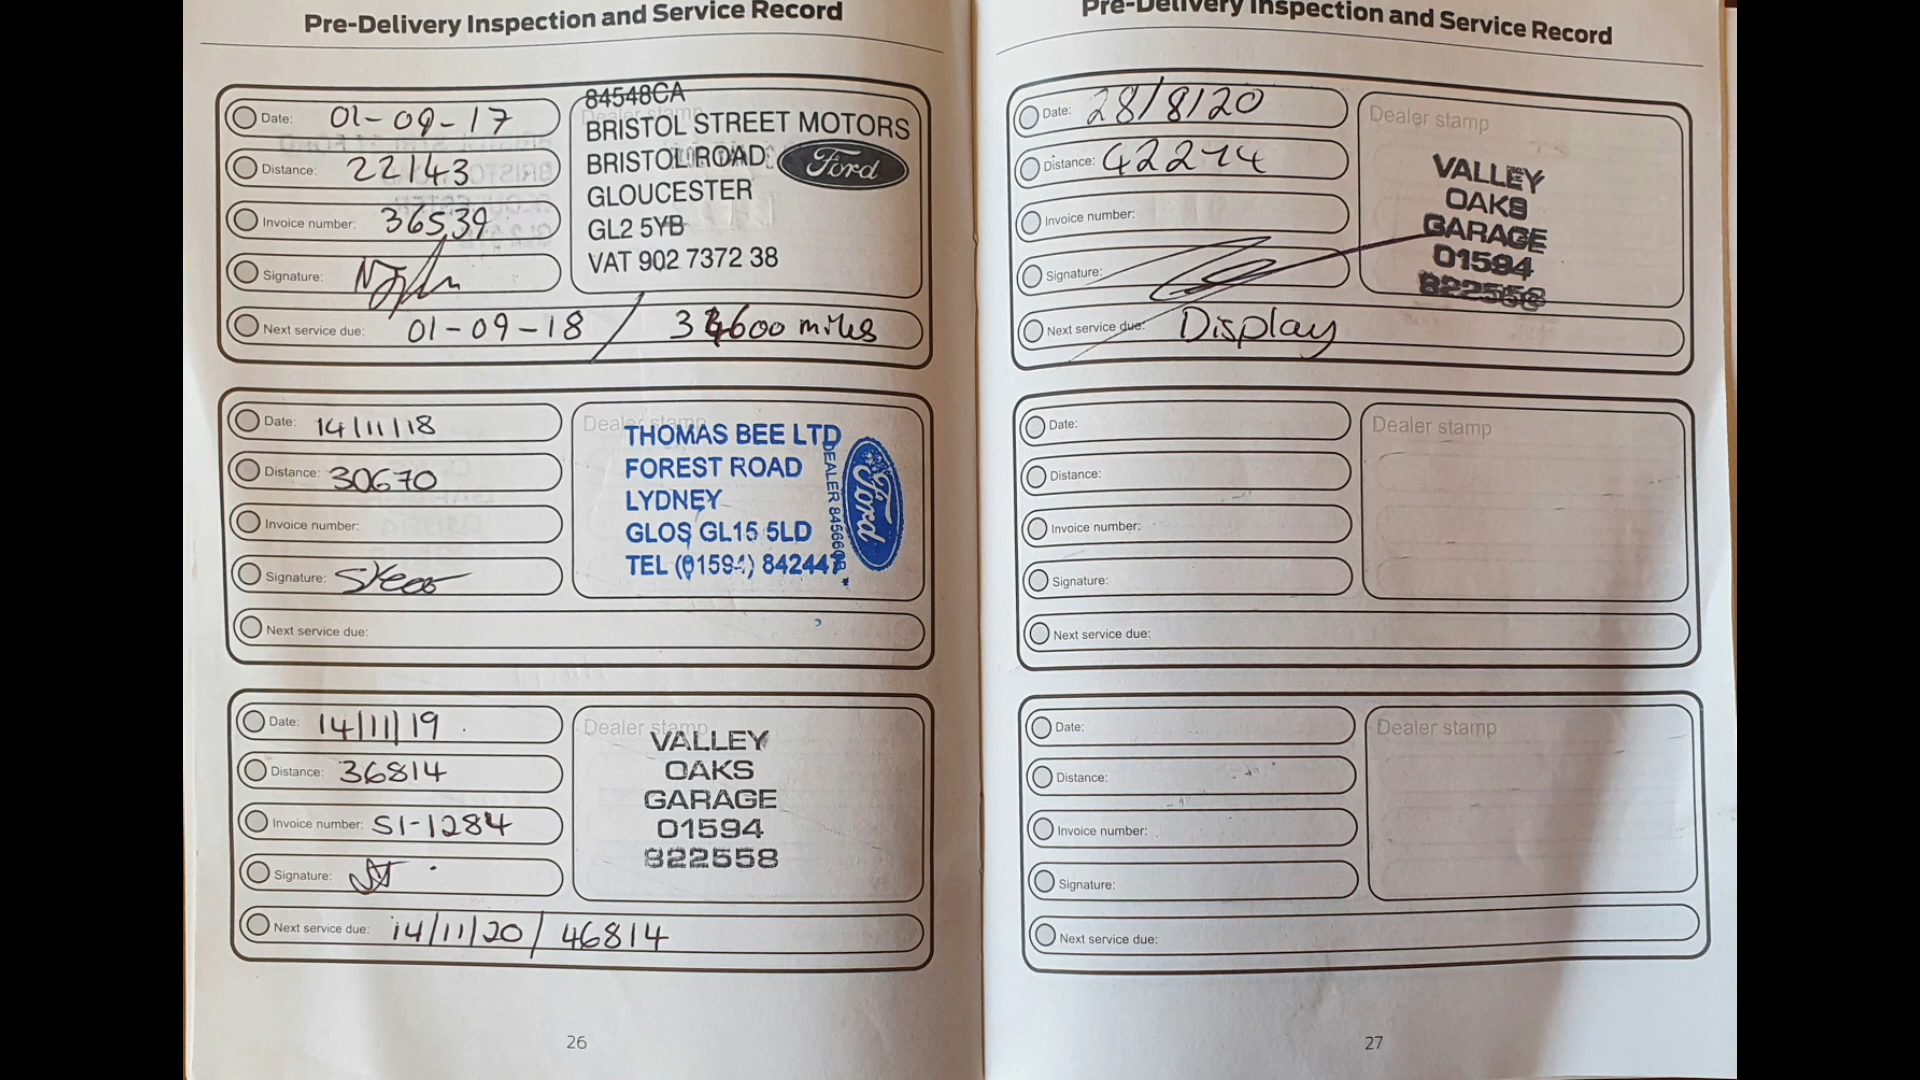 Pre-Delivery Inspection and Service Record
Date: 01-09-17
Distance: 22143
Invoice number: 36539
Signature:
Next service due: 01-09-18 / 34600 miles
84548CA
BRISTOL STREET MOTORS
BRISTOL ROAD
GLOUCESTER
GL2 5YB
VAT 902 7372 38
Ford
Date: 14/11/18
Distance: 30670
Invoice number:
Signature:
Next service due:
Dealer stamp
THOMAS BEE LTD
FOREST ROAD
LYDNEY
GLOS GL15 5LD
TEL (01594) 842447
DEALER
Ford
Date: 14/11/19
Distance: 36814
Invoice number: SI-1284
Signature:
Next service due: 14/11/20 / 46814
Dealer stamp
VALLEY
OAKS
GARAGE
01594
822558
26
Pre-Delivery Inspection and Service Record
Date: 28/8/20
Distance:
Invoice number:
Signature:
Next service due: Display
Dealer stamp
VALLEY
OAKS
GARAGE
01594
822558
Date:
Distance:
Invoice number:
Signature:
Next service due:
Dealer stamp
Date:
Distance:
Invoice number:
Signature:
Next service due:
Dealer stamp
27